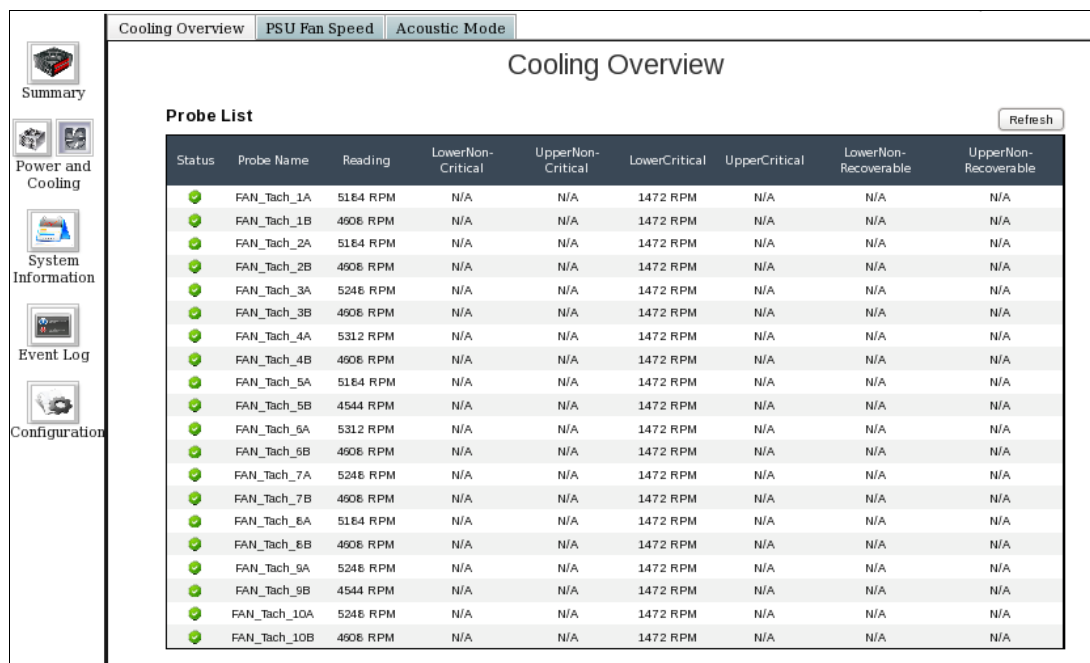 Cooling Overview PSU Fan Speed Acoustic Mode
Summary
Power and
Cooling
System
Information
Event Log
Configuration
Cooling Overview
Probe List
Refresh
Status Probe Name Reading LowerNon-Critical UpperNon-Critical LowerCritical UpperCritical LowerNon-Recoverable UpperNon-Recoverable
FAN_Tach_1A 5184 RPM N/A N/A 1472 RPM N/A N/A N/A
FAN_Tach_1B 4608 RPM N/A N/A 1472 RPM N/A N/A N/A
FAN_Tach_2A 5184 RPM N/A N/A 1472 RPM N/A N/A N/A
FAN_Tach_2B 4608 RPM N/A N/A 1472 RPM N/A N/A N/A
FAN_Tach_3A 5248 RPM N/A N/A 1472 RPM N/A N/A N/A
FAN_Tach_3B 4608 RPM N/A N/A 1472 RPM N/A N/A N/A
FAN_Tach_4A 5312 RPM N/A N/A 1472 RPM N/A N/A N/A
FAN_Tach_4B 4608 RPM N/A N/A 1472 RPM N/A N/A N/A
FAN_Tach_5A 5184 RPM N/A N/A 1472 RPM N/A N/A N/A
FAN_Tach_5B 4544 RPM N/A N/A 1472 RPM N/A N/A N/A
FAN_Tach_6A 5312 RPM N/A N/A 1472 RPM N/A N/A N/A
FAN_Tach_6B 4608 RPM N/A N/A 1472 RPM N/A N/A N/A
FAN_Tach_7A 5248 RPM N/A N/A 1472 RPM N/A N/A N/A
FAN_Tach_7B 4608 RPM N/A N/A 1472 RPM N/A N/A N/A
FAN_Tach_8A 5184 RPM N/A N/A 1472 RPM N/A N/A N/A
FAN_Tach_8B 4608 RPM N/A N/A 1472 RPM N/A N/A N/A
FAN_Tach_9A 5248 RPM N/A N/A 1472 RPM N/A N/A N/A
FAN_Tach_9B 4544 RPM N/A N/A 1472 RPM N/A N/A N/A
FAN_Tach_10A 5248 RPM N/A N/A 1472 RPM N/A N/A N/A
FAN_Tach_10B 4608 RPM N/A N/A 1472 RPM N/A N/A N/A